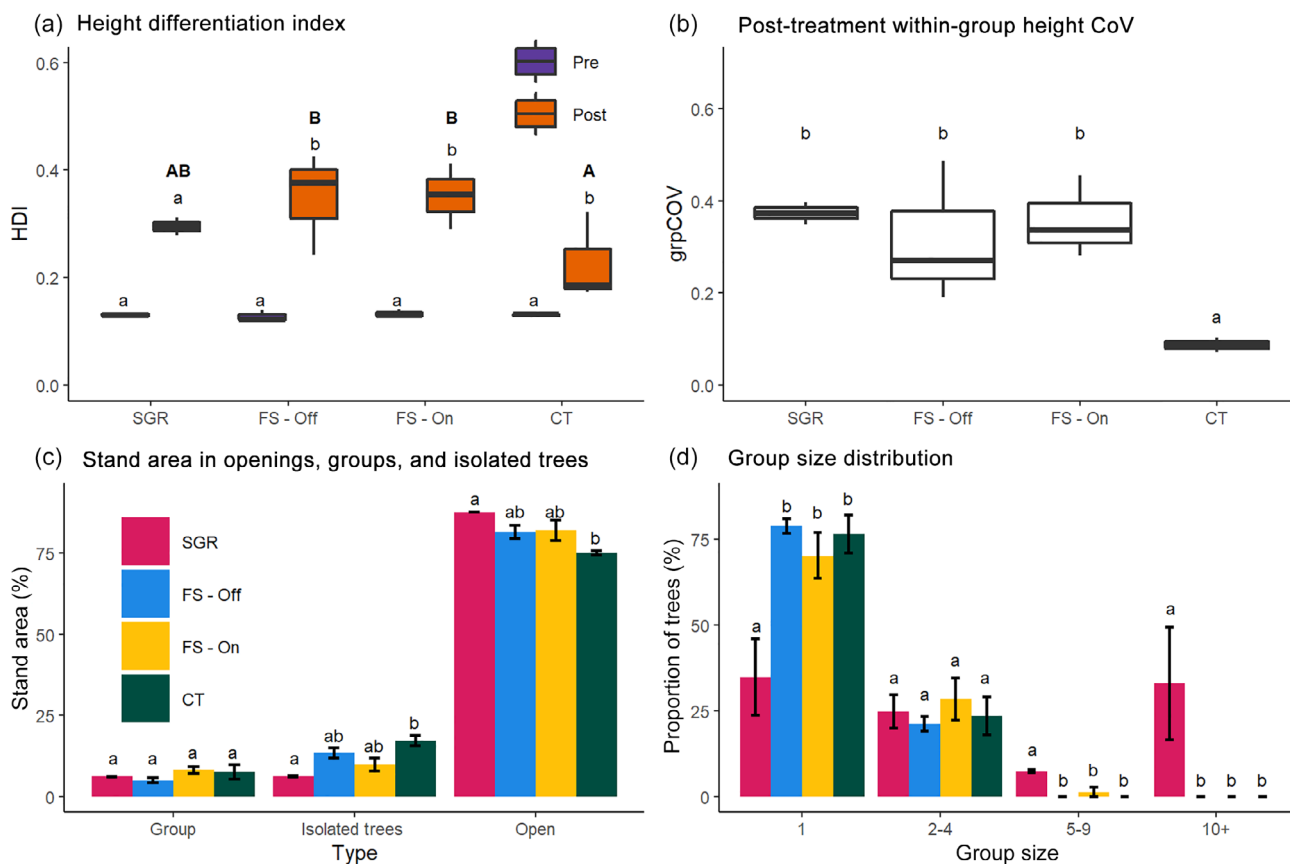 (a) Height differentiation index
0.6
0.4
0.2
0.0
HDI
Pre
Post
AB
B
B
A
a
b
b
b
a
a
a
a
SGR
FS - Off
FS - On
CT
(b) Post-treatment within-group height CoV
0.6
0.4
0.2
0.0
grpCOV
b
b
b
a
SGR
FS - Off
FS - On
CT
(c) Stand area in openings, groups, and isolated trees
75
50
25
0
Stand area (%)
SGR
FS - Off
FS - On
CT
a
a
a
a
a
ab
ab
b
a
ab
ab
b
Group
Isolated trees
Open
Type
(d) Group size distribution
75
50
25
0
Proportion of trees (%)
a
b
b
b
a
a
a
a
a
b
b
b
a
b
b
b
1
2-4
5-9
10+
Group size